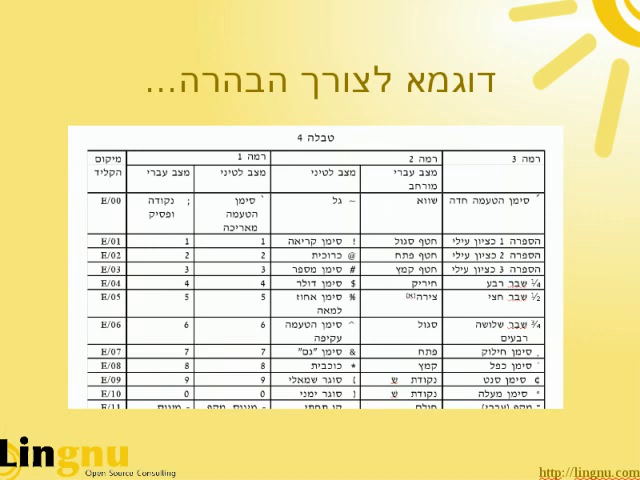 דוגמא לצורך הבהרה...
טבלה 4
רמה 3 רמה 2 רמה 1 מיקום הקליד
מצב עברי מורחב מצב לטיני מצב לטיני מצב עברי
´ סימן הטעמה חדה שווא ~ גל ` סימן הטעמה מאריכה ; נקודה ופסיק E/00
הספרה 1 כציון עילי חטף סגול ! סימן קריאה 1 1 E/01
הספרה 2 כציון עילי חטף פתח @ כרוכית 2 2 E/02
הספרה 3 כציון עילי חטף קמץ # סימן מספר 3 3 E/03
¼ שבר רבע חיריק $ סימן דולר 4 4 E/04
½ שבר חצי צירה % סימן אחוז למאה 5 5 E/05
¾ שבר שלושה רבעים סגול ^ סימן הטעמה עקיפה 6 6 E/06
סימן חילוק פתח & סימן "גם" 7 7 E/07
סימן כפל קמץ * כוכבית 8 8 E/08
¢ סימן סנט נקודת ש ( סוגר שמאלי 9 9 E/09
° סימן מעלה נקודת ש ) סוגר ימני 0 0 E/10
Lingnu
Open Source Consulting
http://lingnu.com